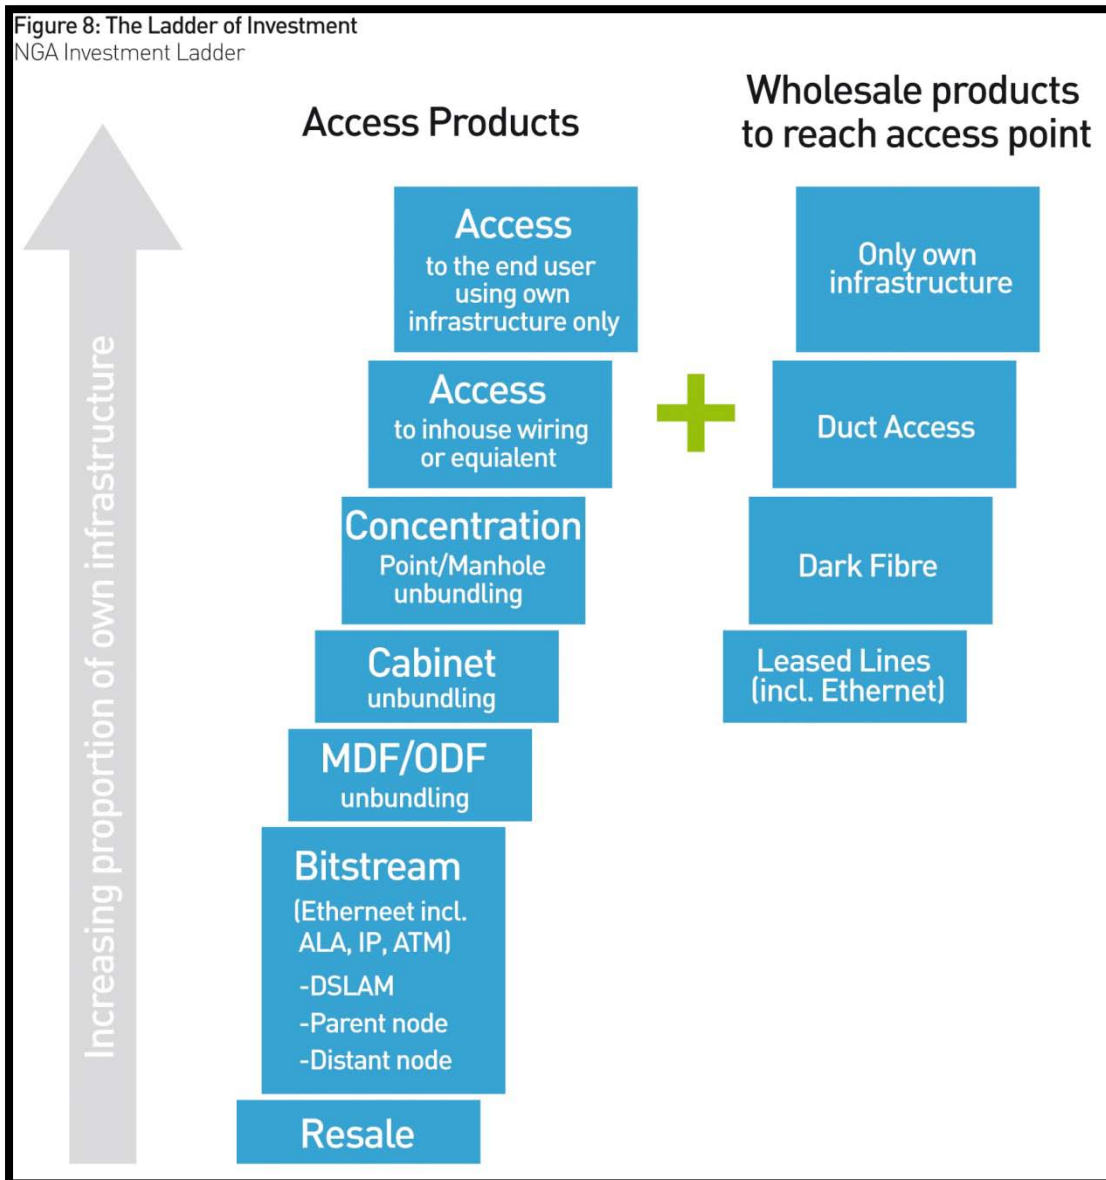 Figure 8: The Ladder of Investment
NGA Investment Ladder
Increasing proportion of own infrastructure
Access Products
Access
to the end user
using own
infrastructure only
Access
to inhouse wiring
or equialent
Concentration
Point/Manhole
unbundling
Cabinet
unbundling
MDF/ODF
unbundling
Bitstream
(Etherneet incl.
ALA, IP, ATM)
-DSLAM
-Parent node
-Distant node
Resale
Wholesale products
to reach access point
Only own
infrastructure
Duct Access
Dark Fibre
Leased Lines
(incl. Ethernet)